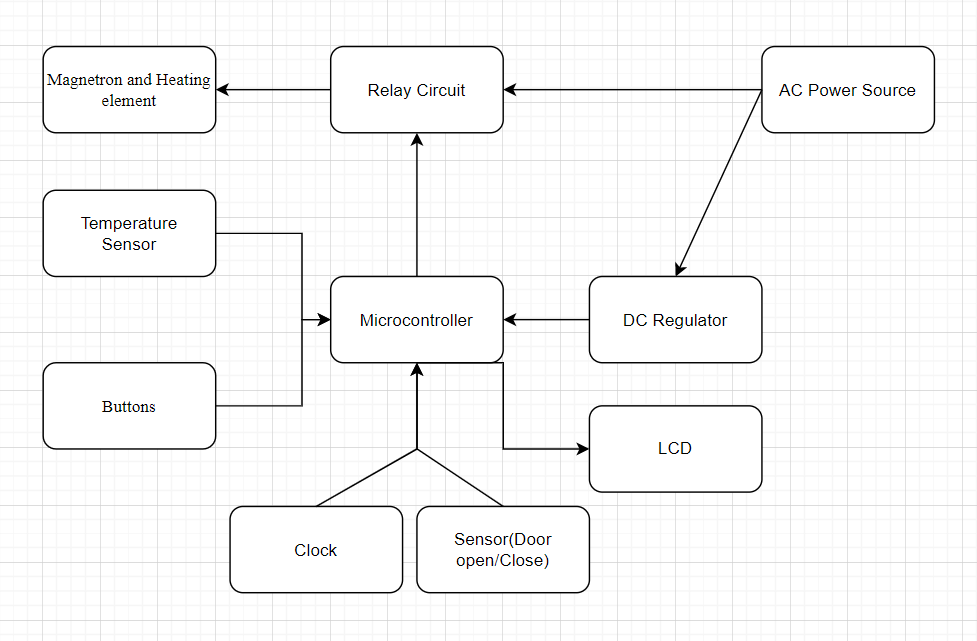 Magnetron and Heating
element
Relay Circuit
AC Power Source
Temperature
Sensor
Microcontroller
DC Regulator
Buttons
LCD
Clock
Sensor(Door
open/Close)